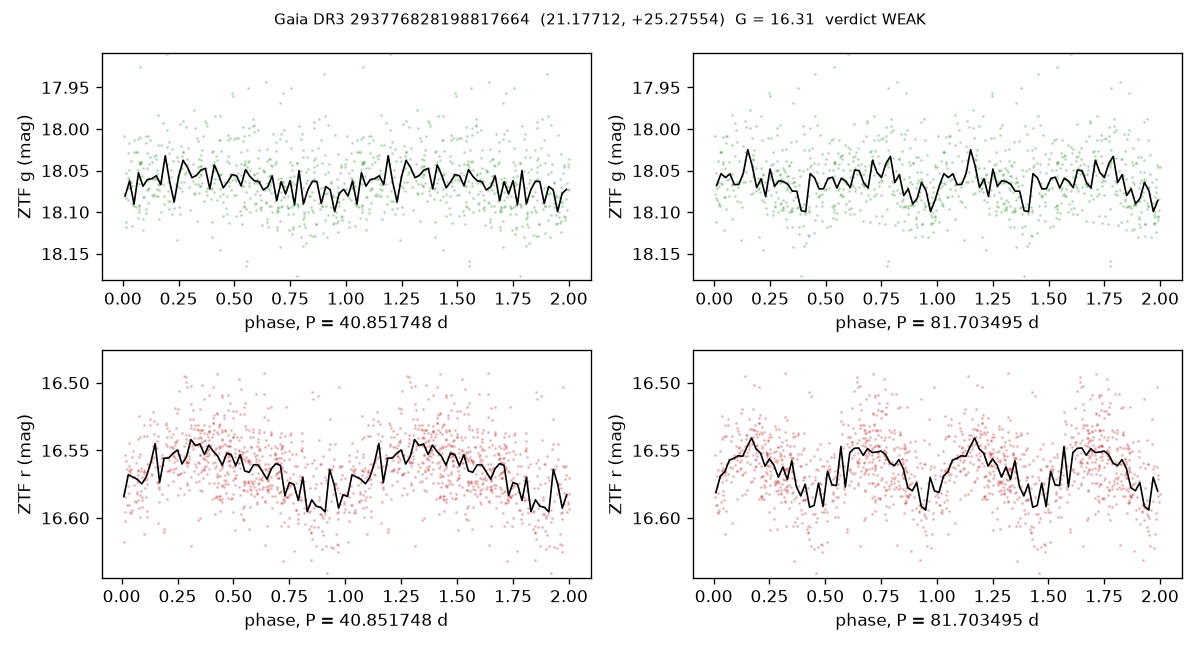 Gaia DR3 293776828198817664 (21.17712, +25.27554) G = 16.31 verdict WEAK
ZTF g (mag)
17.95
18.00
18.05
18.10
18.15
0.00 0.25 0.50 0.75 1.00 1.25 1.50 1.75 2.00
phase, P = 40.851748 d
ZTF g (mag)
17.95
18.00
18.05
18.10
18.15
0.00 0.25 0.50 0.75 1.00 1.25 1.50 1.75 2.00
phase, P = 81.703495 d
ZTF r (mag)
16.50
16.55
16.60
0.00 0.25 0.50 0.75 1.00 1.25 1.50 1.75 2.00
phase, P = 40.851748 d
ZTF r (mag)
16.50
16.55
16.60
0.00 0.25 0.50 0.75 1.00 1.25 1.50 1.75 2.00
phase, P = 81.703495 d